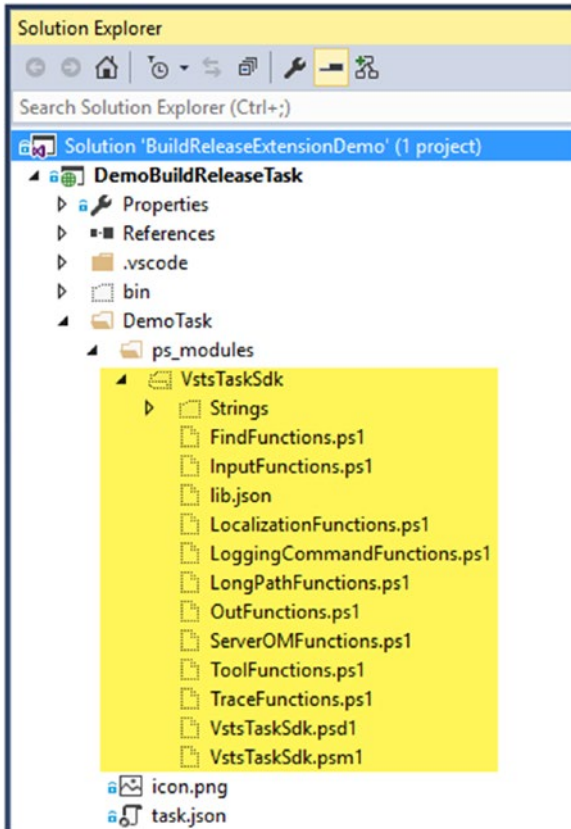 Solution Explorer
Search Solution Explorer (Ctrl+;)
Solution 'BuildReleaseExtensionDemo' (1 project)
DemoBuildReleaseTask
Properties
References
.vscode
bin
DemoTask
ps_modules
VstsTaskSdk
Strings
FindFunctions.ps1
InputFunctions.ps1
lib.json
LocalizationFunctions.ps1
LoggingCommandFunctions.ps1
LongPathFunctions.ps1
OutFunctions.ps1
ServerOMFunctions.ps1
ToolFunctions.ps1
TraceFunctions.ps1
VstsTaskSdk.psd1
VstsTaskSdk.psm1
icon.png
task.json